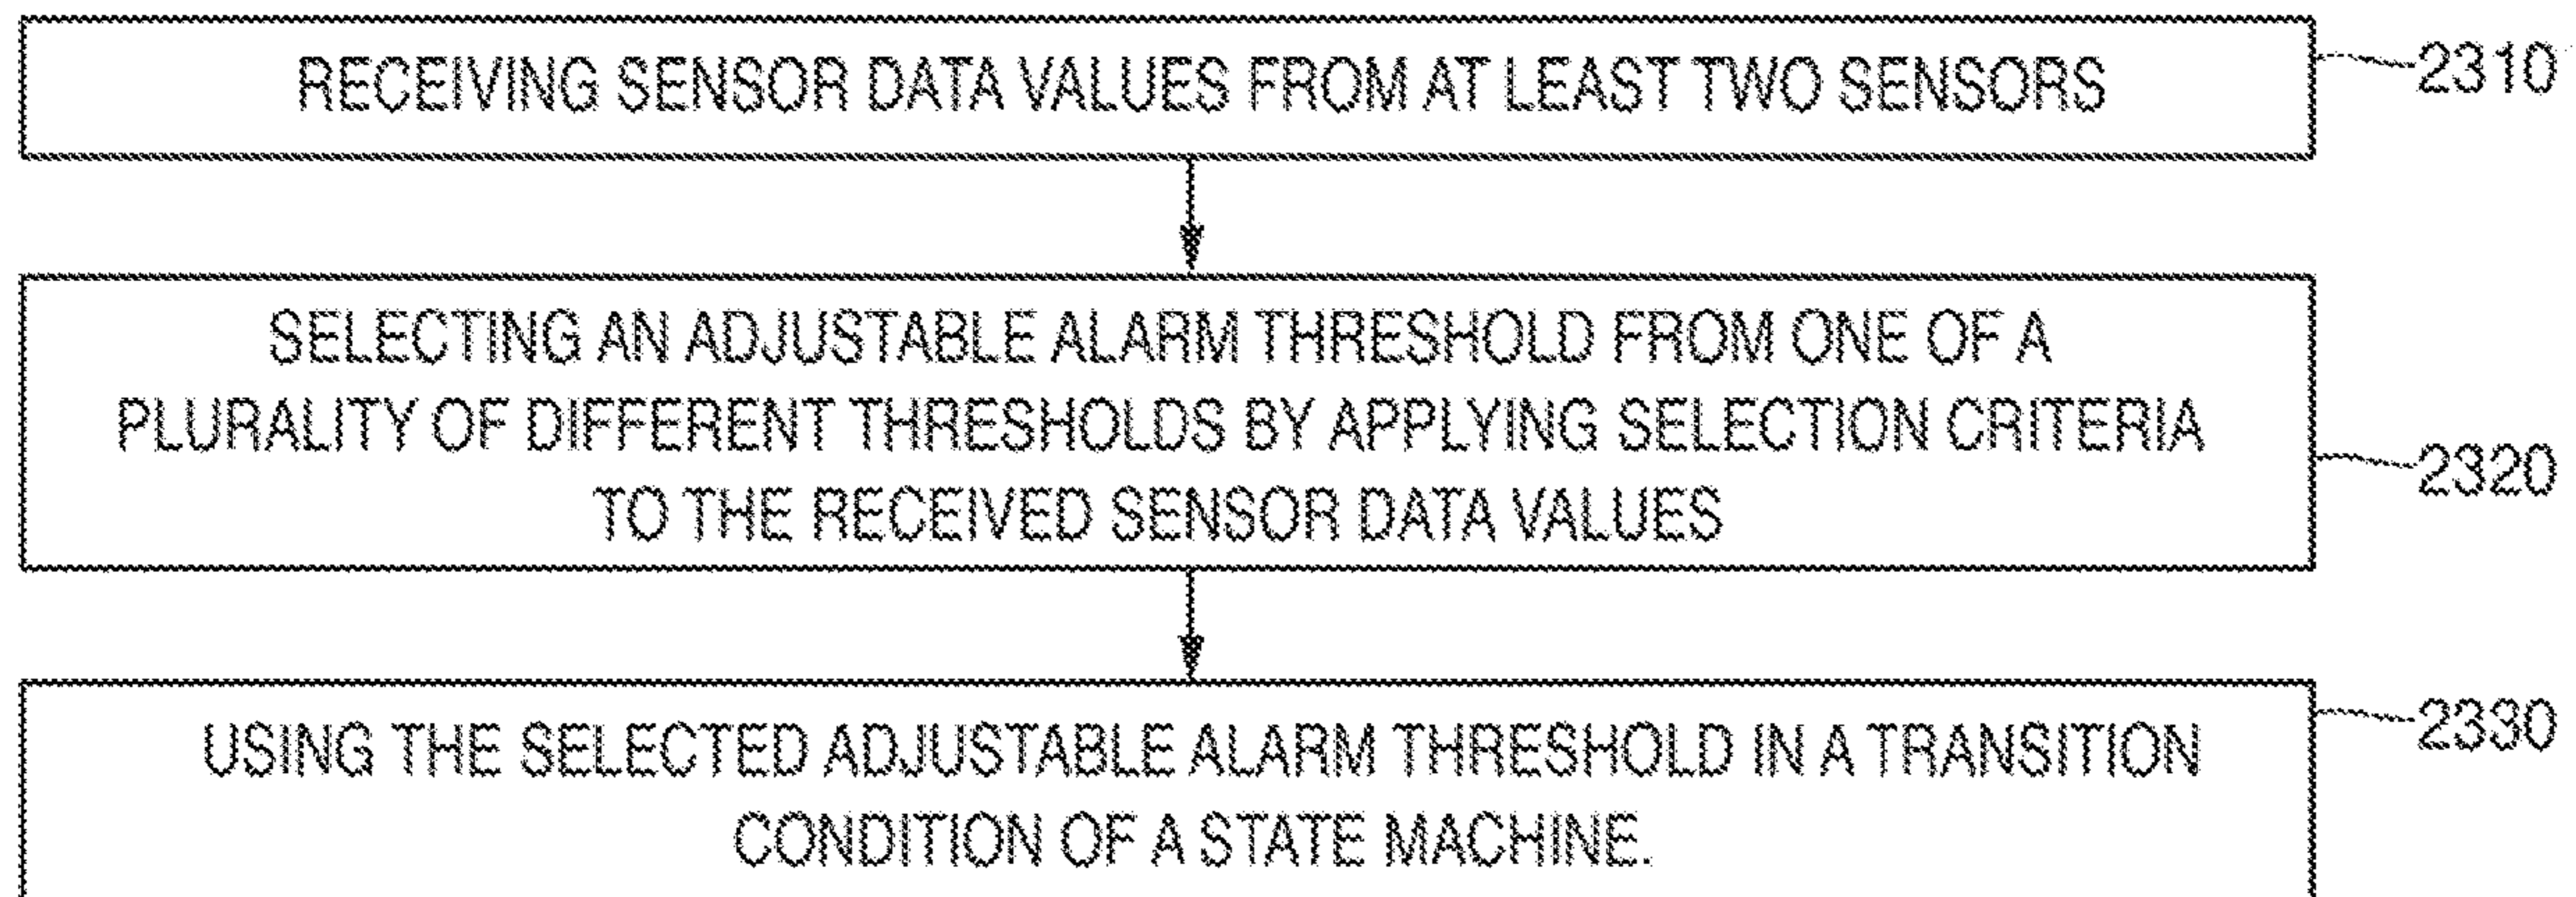 RECEIVING SENSOR DATA VALUES FROM AT LEAST TWO SENSORS
2310
SELECTING AN ADJUSTABLE ALARM THRESHOLD FROM ONE OF A
PLURALITY OF DIFFERENT THRESHOLDS BY APPLYING SELECTION CRITERIA
TO THE RECEIVED SENSOR DATA VALUES
2320
USING THE SELECTED ADJUSTABLE ALARM THRESHOLD IN A TRANSITION
CONDITION OF A STATE MACHINE.
2330